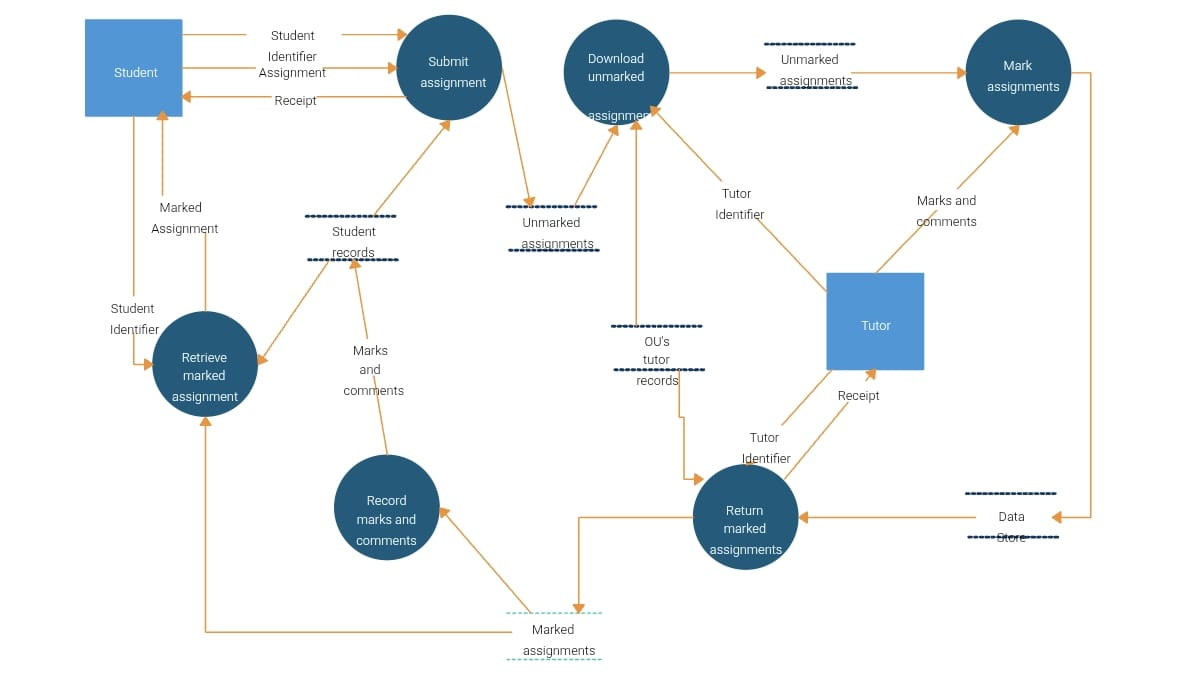 Student
Student
Identifier
Assignment
Receipt
Submit
assignment
Download
unmarked
assignmen
Unmarked
assignments
Mark
assignments
Marked
Assignment
Student
records
Unmarked
assignments
Tutor
Identifier
Marks and
comments
Student
Identifier
Retrieve
marked
assignment
Marks
and
comments
OU's
tutor
records
Tutor
Receipt
Tutor
Identifier
Record
marks and
comments
Return
marked
assignments
Data
Store
Marked
assignments